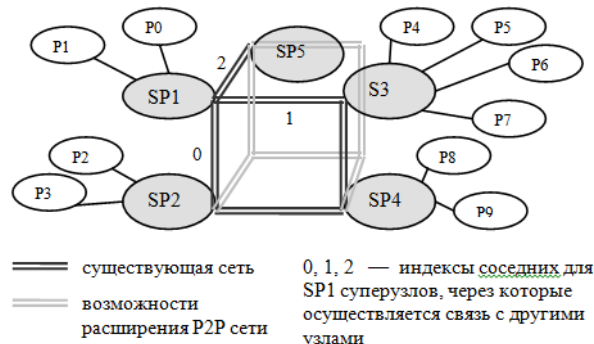 P0
P1
P4
P5
2
SP5
P6
SP1
S3
1
P7
0
P2
P8
P3
SP2
SP4
P9
существующая сеть
возможности
расширения P2P сети
0, 1, 2 — индексы соседних для
SP1 суперузлов, через которые
осуществляется связь с другими
узлами